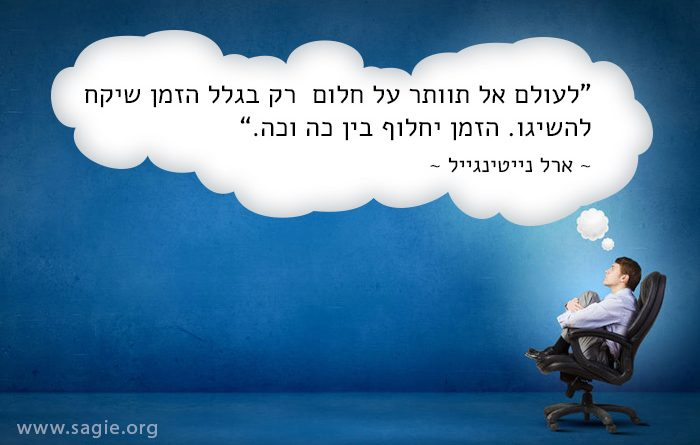 ”לעולם אל תוותר על חלום  רק בגלל הזמן שיקח
להשיגו. הזמן יחלוף בין כה וכה.“
~ ארל נייטינגייל ~
www.sagie.org